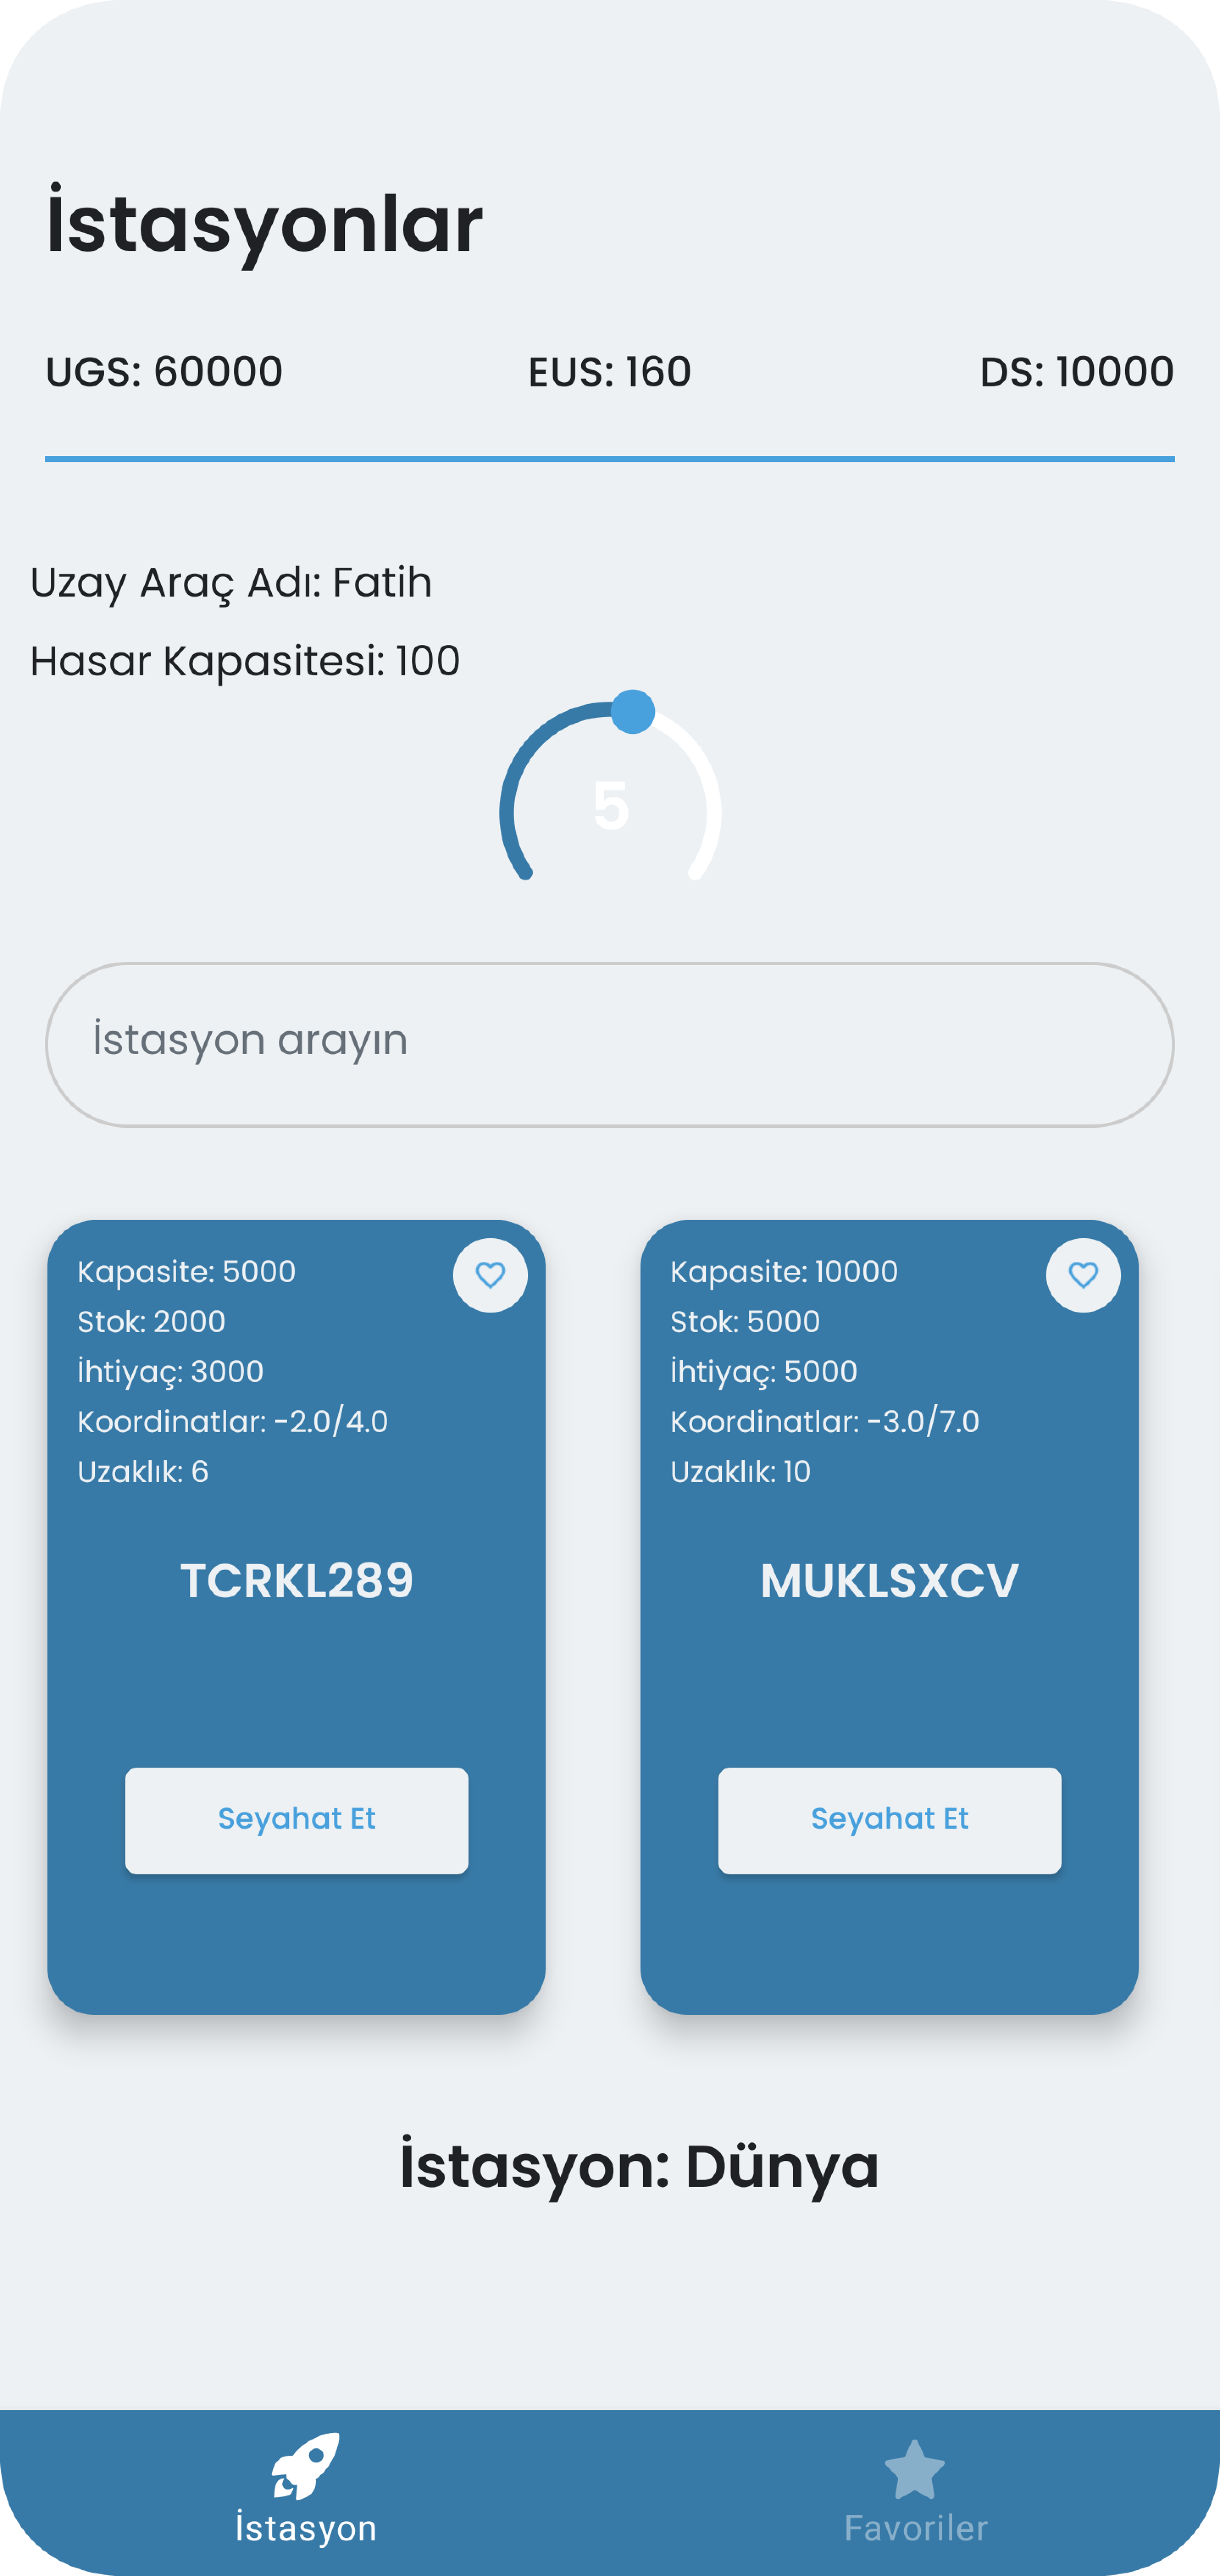 İstasyonlar
UGS: 60000 EUS: 160 DS: 10000
Uzay Araç Adı: Fatih
Hasar Kapasitesi: 100
5
İstasyon arayın
Kapasite: 5000
Stok: 2000
İhtiyaç: 3000
Koordinatlar: -2.0/4.0
Uzaklık: 6
TCRKL289
Seyahat Et
Kapasite: 10000
Stok: 5000
İhtiyaç: 5000
Koordinatlar: -3.0/7.0
Uzaklık: 10
MUKLSXCV
Seyahat Et
İstasyon: Dünya
İstasyon Favoriler